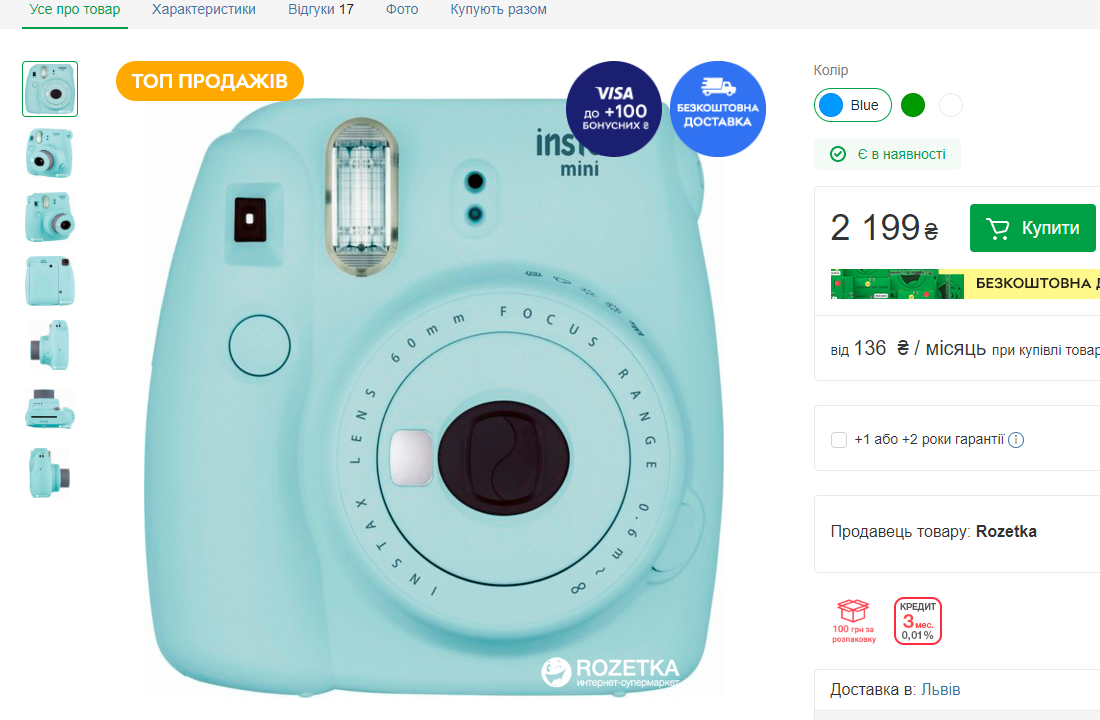 Усе про товар
Характеристики
Відгуки 17
Фото
Купують разом
ТОП ПРОДАЖІВ
VISA
ДО +100
БОНУСНИХ ₴
БЕЗКОШТОВНА
ДОСТАВКА
mini
INSTAX LENS 60mm FOCUS RANGE 0.6m~∞
ROZETKA
интернет-супермаркет
Колір
Blue
Є в наявності
2 199 ₴
Купити
БЕЗКОШТОВНА
від 136 ₴ / місяць при купівлі товар
+1 або +2 роки гарантії
Продавець товару: Rozetka
100 грн за
розпаковку
КРЕДИТ
3 мес.
0,01%
Доставка в: Львів